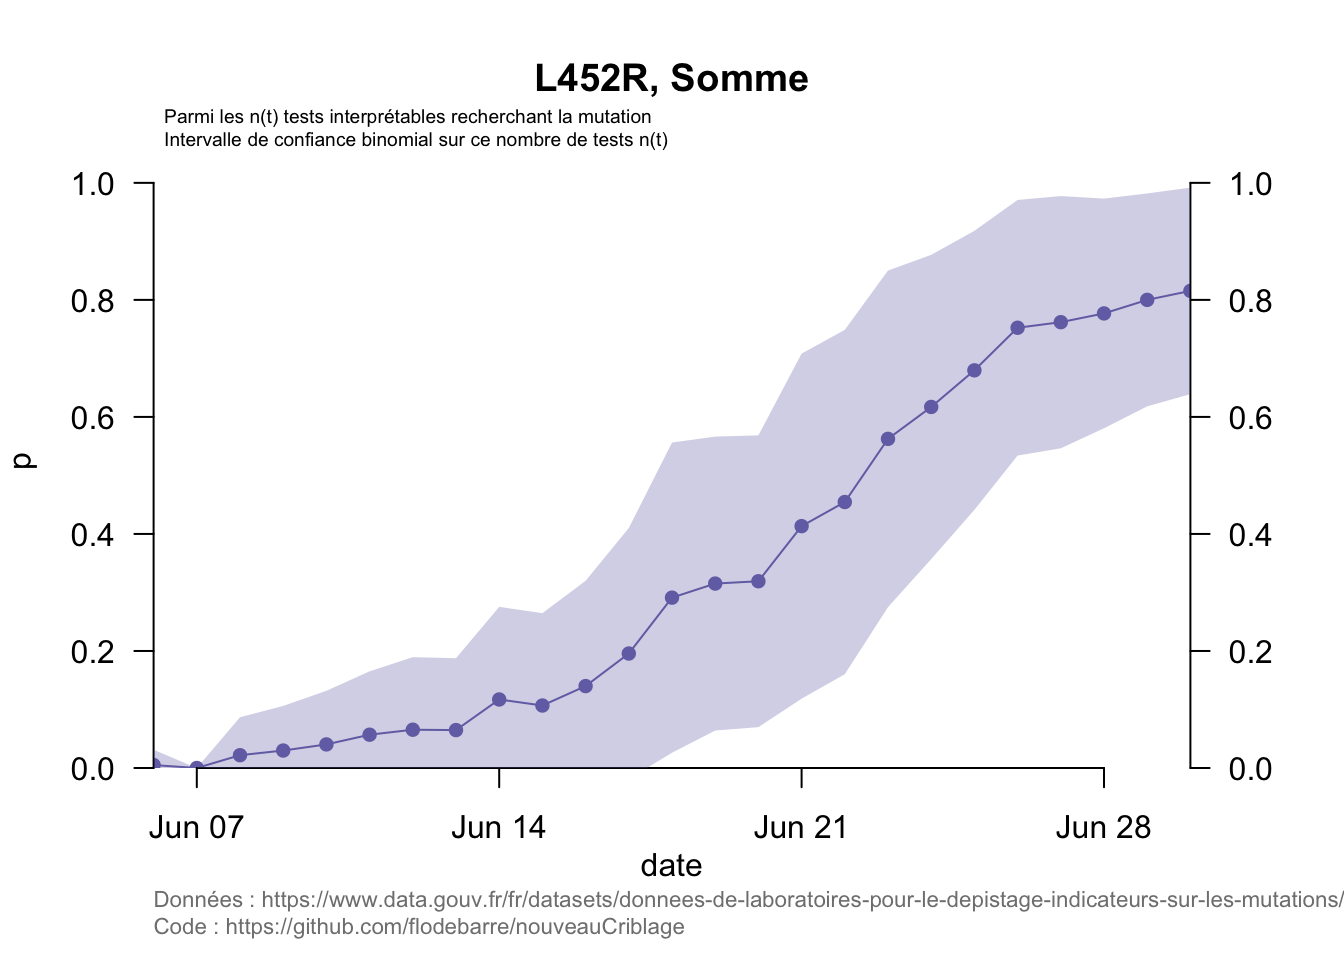 L452R, Somme
Parmi les n(t) tests interprétables recherchant la mutation
Intervalle de confiance binomial sur ce nombre de tests n(t)
1.0
1.0
0.8
0.8
0.6
0.6
p
0.4
0.4
0.2
0.2
0.0
0.0
Jun 07
Jun 14
Jun 21
Jun 28
date
Données : https://www.data.gouv.fr/fr/datasets/donnees-de-laboratoires-pour-le-depistage-indicateurs-sur-les-mutations/
Code : https://github.com/flodebarre/nouveauCriblage